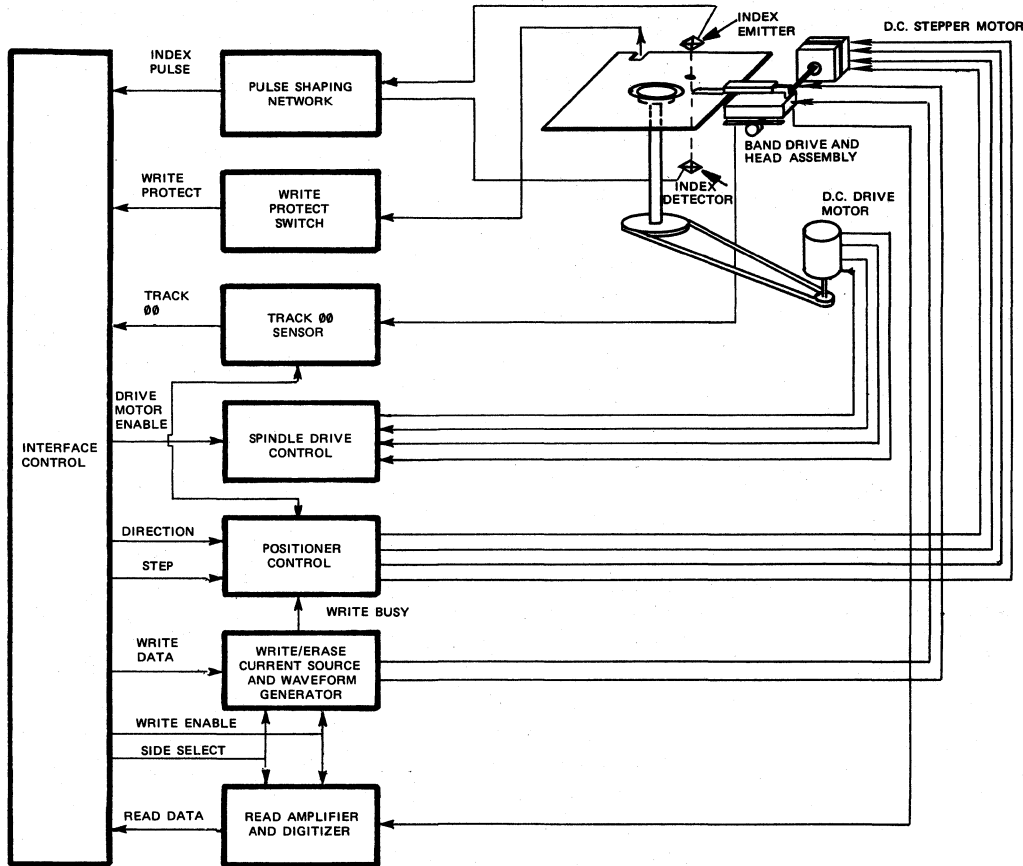 INDEX
PULSE
PULSE SHAPING
NETWORK
INDEX
EMITTER
D.C. STEPPER MOTOR
BAND DRIVE AND
HEAD ASSEMBLY
INDEX
DETECTOR
D.C. DRIVE
MOTOR
WRITE
PROTECT
WRITE
PROTECT
SWITCH
TRACK
ØØ
TRACK ØØ
SENSOR
DRIVE
MOTOR
ENABLE
SPINDLE DRIVE
CONTROL
INTERFACE
CONTROL
DIRECTION
STEP
POSITIONER
CONTROL
WRITE BUSY
WRITE
DATA
WRITE/ERASE
CURRENT SOURCE
AND WAVEFORM
GENERATOR
WRITE ENABLE
SIDE SELECT
READ DATA
READ AMPLIFIER
AND DIGITIZER